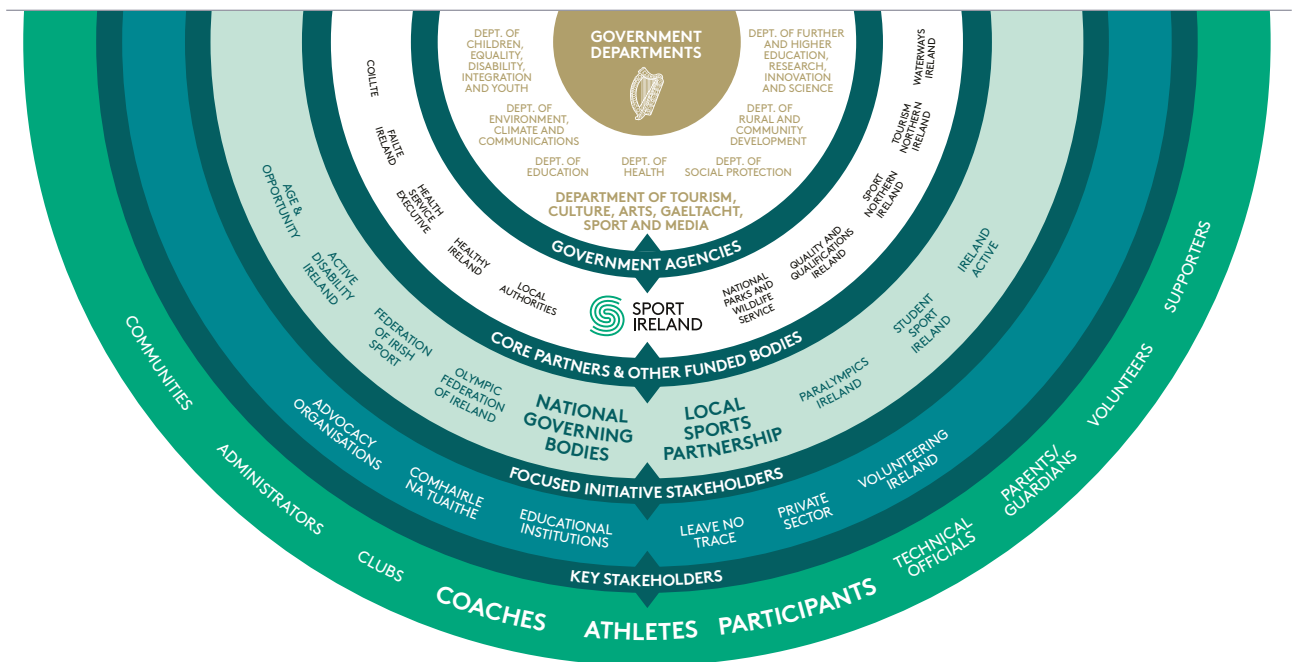 GOVERNMENT
DEPARTMENTS
DEPT. OF
CHILDREN,
EQUALITY,
DISABILITY,
INTEGRATION
AND YOUTH
DEPT. OF FURTHER
AND HIGHER
EDUCATION,
RESEARCH,
INNOVATION
AND SCIENCE
DEPT. OF
ENVIRONMENT,
CLIMATE AND
COMMUNICATIONS
DEPT. OF
RURAL AND
COMMUNITY
DEVELOPMENT
DEPT. OF
EDUCATION
DEPT. OF
HEALTH
DEPT. OF
SOCIAL PROTECTION
DEPARTMENT OF TOURISM,
CULTURE, ARTS, GAELTACHT,
SPORT AND MEDIA
GOVERNMENT AGENCIES
COILLTE
FAILTE
IRELAND
HEALTH
SERVICE
EXECUTIVE
HEALTHY
IRELAND
LOCAL
AUTHORITIES
SPORT
IRELAND
NATIONAL
PARKS AND
WILDLIFE
SERVICE
QUALITY AND
QUALIFICATIONS
IRELAND
SPORT
NORTHERN
IRELAND
TOURISM
NORTHERN
IRELAND
WATERWAYS
IRELAND
CORE PARTNERS & OTHER FUNDED BODIES
AGE &
OPPORTUNITY
ACTIVE
DISABILITY
IRELAND
FEDERATION
OF IRISH
SPORT
OLYMPIC
FEDERATION
OF IRELAND
NATIONAL
GOVERNING
BODIES
LOCAL
SPORTS
PARTNERSHIP
PARALYMPICS
IRELAND
STUDENT
SPORT
IRELAND
IRELAND
ACTIVE
FOCUSED INITIATIVE STAKEHOLDERS
ADVOCACY
ORGANISATIONS
COMHAIRLE
NA TUAITHE
EDUCATIONAL
INSTITUTIONS
LEAVE NO
TRACE
PRIVATE
SECTOR
VOLUNTEERING
IRELAND
KEY STAKEHOLDERS
COMMUNITIES
ADMINISTRATORS
CLUBS
COACHES
ATHLETES
PARTICIPANTS
TECHNICAL
OFFICIALS
PARENTS/
GUARDIANS
VOLUNTEERS
SUPPORTERS